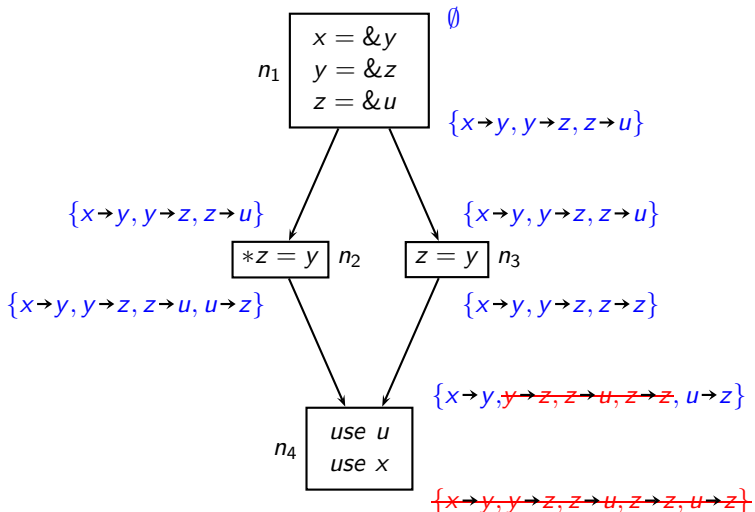 ∅
x = &y
n₁
y = &z
z = &u
{x→y, y→z, z→u}
{x→y, y→z, z→u}
{x→y, y→z, z→u}
*z = y
n₂
z = y
n₃
{x→y, y→z, z→u, u→z}
{x→y, y→z, z→z}
{x→y, y→z, z→u, z→z, u→z}
use u
n₄
use x
{x→y, y→z, z→u, z→z, u→z}